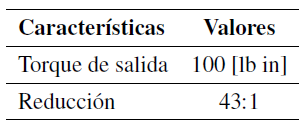 Características Valores
Torque de salida 100 [lb in]
Reducción 43:1